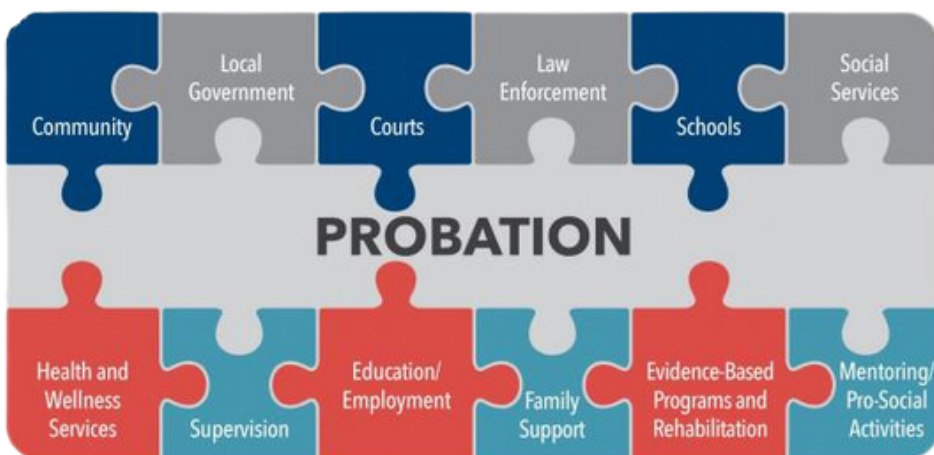 Community
Local
Government
Courts
Law
Enforcement
Schools
Social
Services
PROBATION
Health and
Wellness
Services
Supervision
Education/
Employment
Family
Support
Evidence-Based
Programs and
Rehabilitation
Mentoring/
Pro-Social
Activities